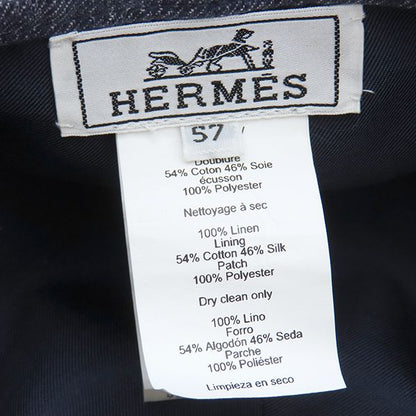 HERMÈS
57
Doublure
54% Coton 46% Soie
écusson
100% Polyester
Nettoyage à sec
100% Linen
Lining
54% Cotton 46% Silk
Patch
100% Polyester
Dry clean only
100% Lino
Forro
54% Algodón 46% Seda
Parche
100% Poliéster
Limpieza en seco